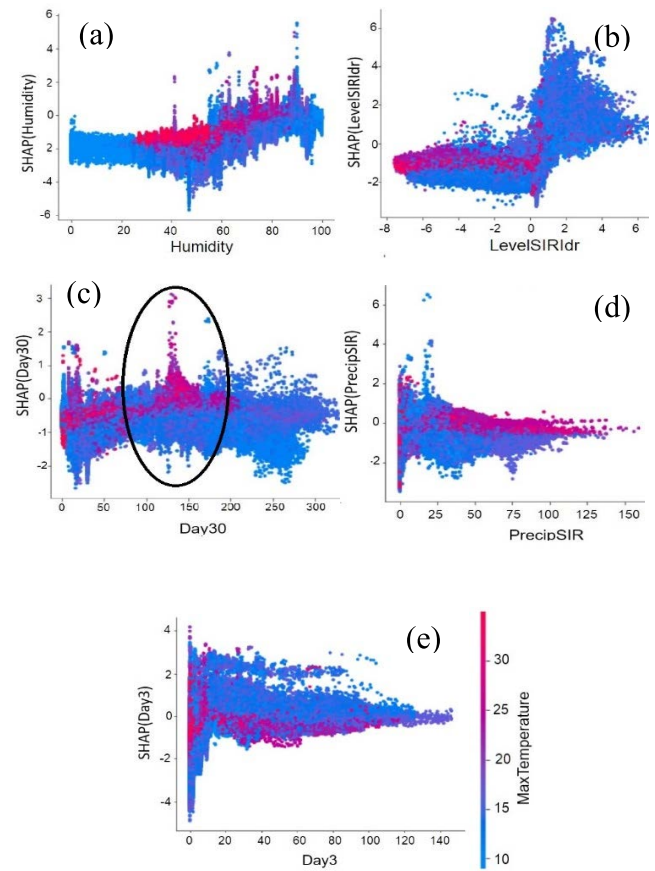 (a)
6
4
2
0
2
-4
-6
SHAP(Humidity)
0 20 40 60 80 100
Humidity
(b)
6
4
2
0
-2
SHAP(LevelSIRIdr)
-8 -6 -4 -2 0 2 4 6
LevelSIRIdr
(c)
3
2
1
0
-1
-2
SHAP(Day30)
0 50 100 150 200 250 300
Day30
(d)
6
4
2
0
-2
SHAP(PrecipSIR)
0 25 50 75 100 125 150
PrecipSIR
(e)
4
2
0
-2
-4
SHAP(Day3)
0 20 40 60 80 100 120 140
Day3
30
25
20
15
10
MaxTemperature